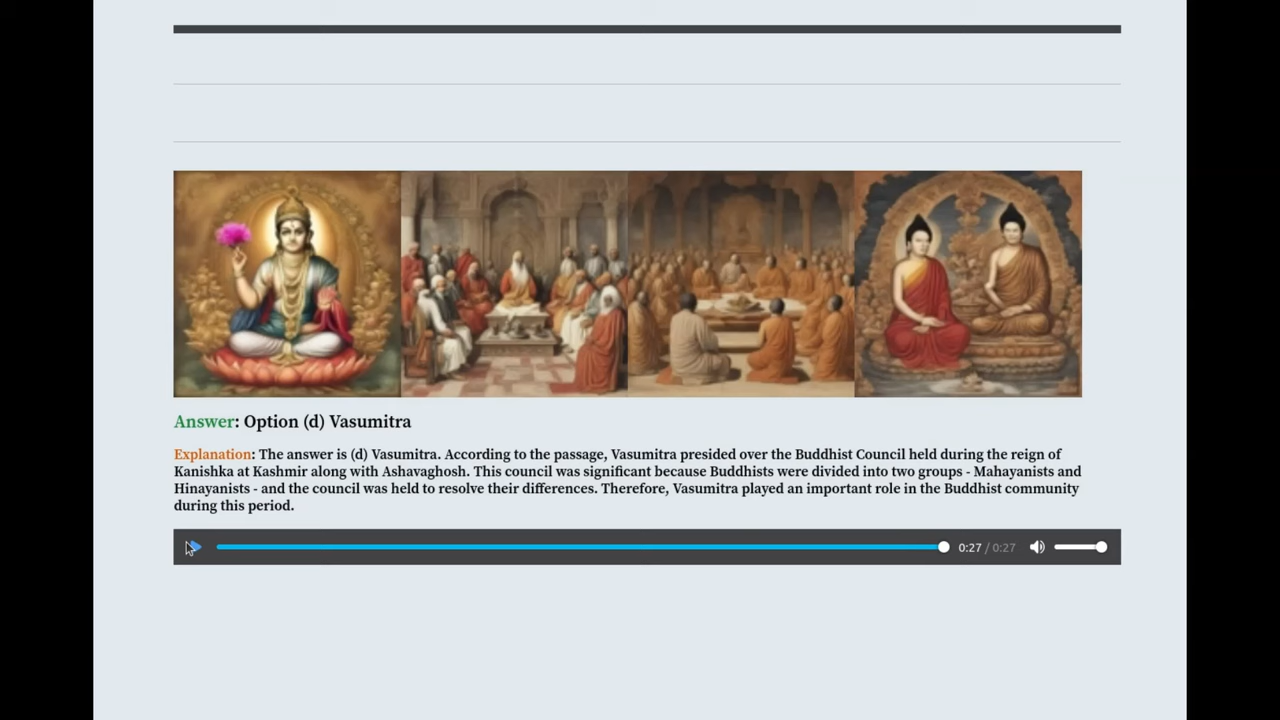 Answer: Option (d) Vasumitra
Explanation: The answer is (d) Vasumitra. According to the passage, Vasumitra presided over the Buddhist Council held during the reign of
Kanishka at Kashmir along with Ashavaghosh. This council was significant because Buddhists were divided into two groups - Mahayanists and
Hinayanists - and the council was held to resolve their differences. Therefore, Vasumitra played an important role in the Buddhist community
during this period.
0:27 / 0:27